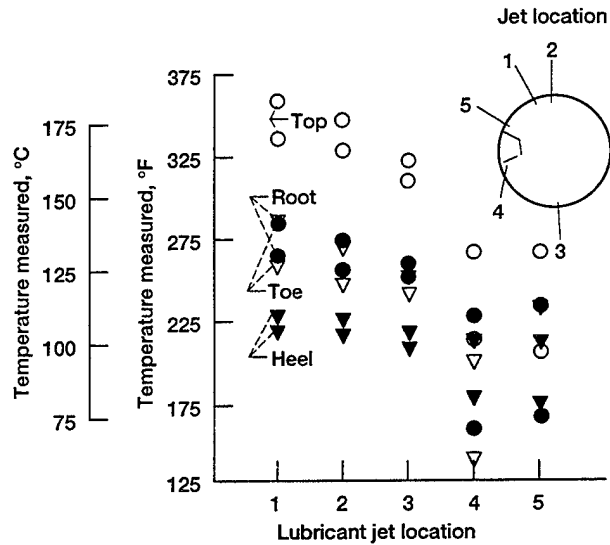 Jet location
1
2
5
4
3
Temperature measured, °C
175
150
125
100
75
Temperature measured, °F
375
325
275
225
175
125
Top
Root
Toe
Heel
1 2 3 4 5
Lubricant jet location